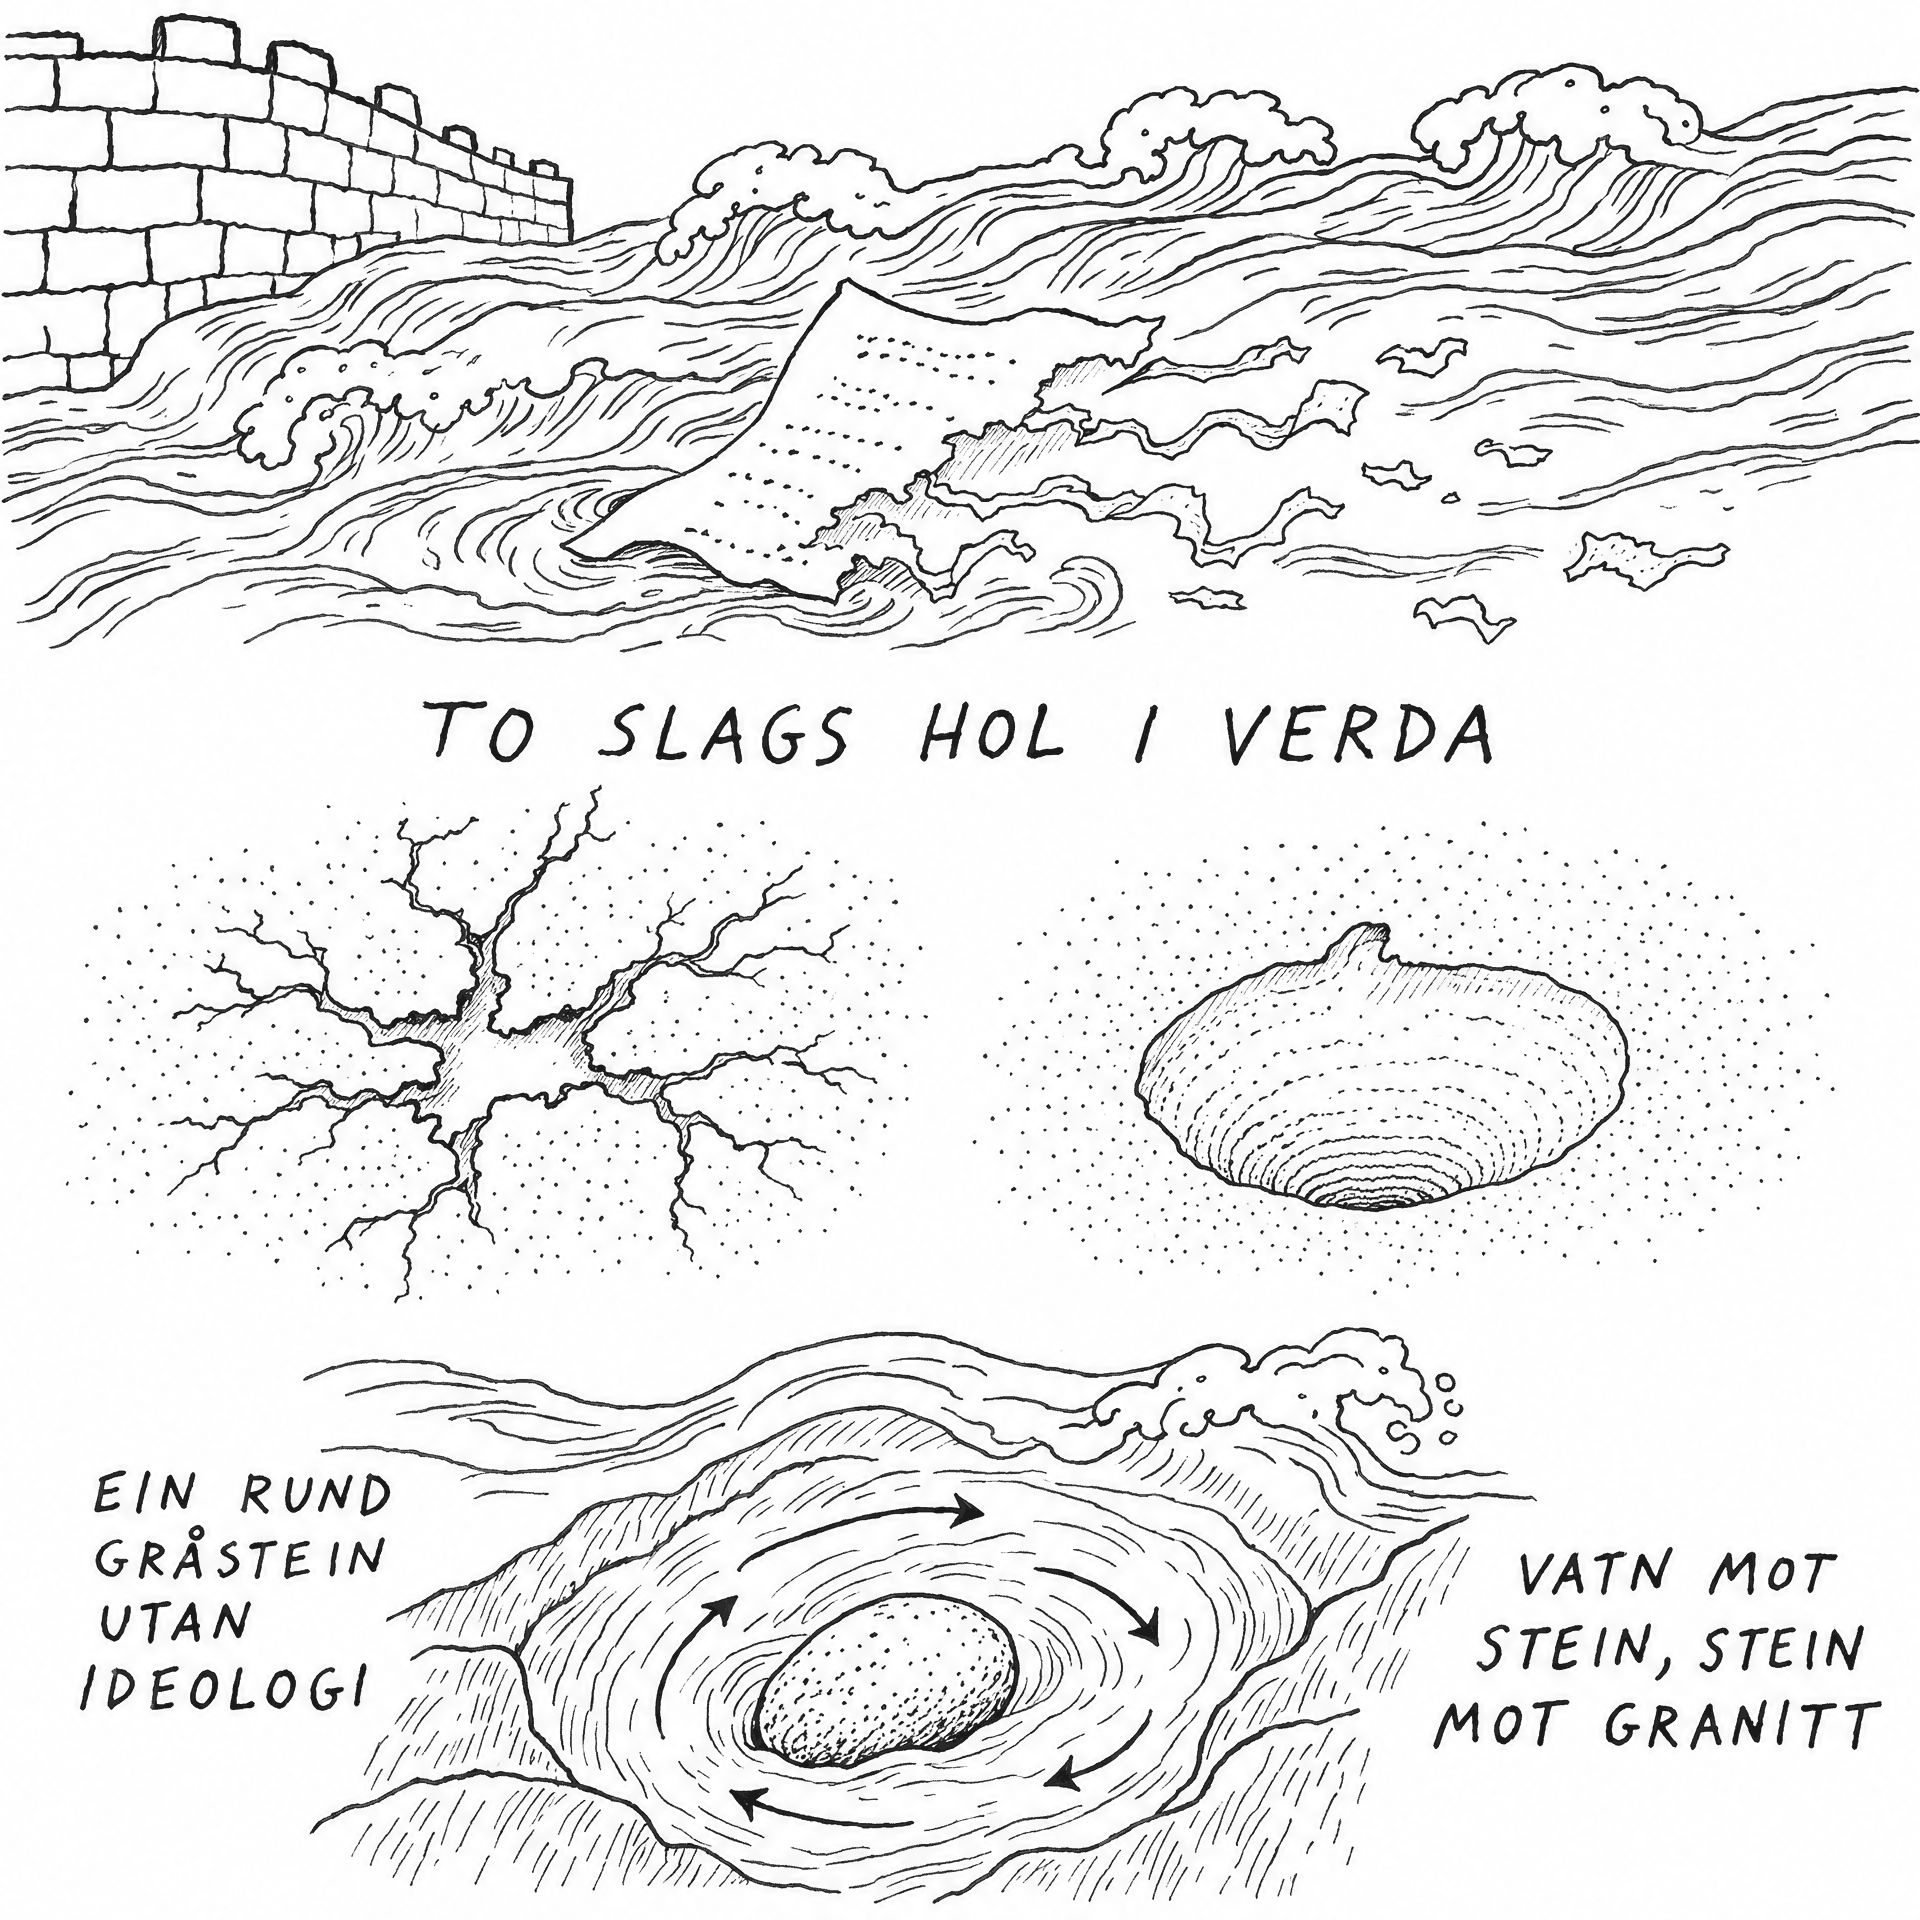 TO SLAGS HOL I VERDA
EIN RUND
GRÅSTEIN
UTAN
IDEOLOGI
VATN MOT
STEIN, STEIN
MOT GRANITT